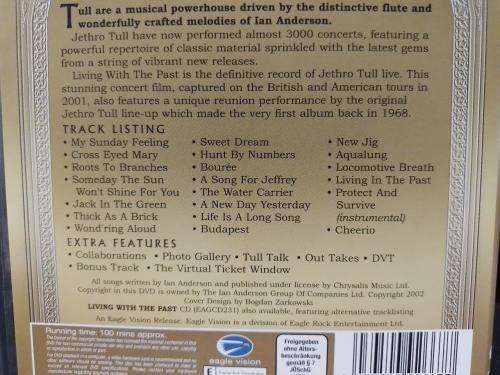 Tull are a musical powerhouse driven by the distinctive flute and
wonderfully crafted melodies of Ian Anderson.
Jethro Tull have now performed almost 3000 concerts, featuring a
powerful repertoire of classic material sprinkled with the latest gems
from a string of vibrant new releases.
Living With The Past is the definitive record of Jethro Tull live. This
stunning concert film, captured on the British and American tours in
2001, also features a unique reunion performance by the original
Jethro Tull line-up which made the very first album back in 1968.
TRACK LISTING
• My Sunday Feeling
• Cross Eyed Mary
• Roots To Branches
• Someday The Sun
Won't Shine For You
• Jack In The Green
• Thick As A Brick
• Wond'ring Aloud
• Sweet Dream
• Hunt By Numbers
• Bourée
• A Song For Jeffrey
• The Water Carrier
• A New Day Yesterday
• Life Is A Long Song
• Budapest
• New Jig
• Aqualung
• Locomotive Breath
• Living In The Past
• Protect And
Survive
(instrumental)
• Cheerio
EXTRA FEATURES
• Collaborations • Photo Gallery • Tull Talk • Out Takes • DVT
• Bonus Track • The Virtual Ticket Window
All songs written by Ian Anderson and published under license by Chrysalis Music Ltd.
Copyright in this DVD is owned by The Ian Anderson Group Of Companies Ltd. Copyright 2002
Cover Design by Bogdan Zarkowski
LIVING WITH THE PAST CD (EAGCD231) also available, featuring alternative tracklisting
An Eagle Vision Release. Eagle Vision is a division of Eagle Rock Entertainment Ltd.
Running time: 100 mins approx.
eagle vision
E
Freigegeben
ohne Alters-
beschränkung
gemäß § 7
JÖSchG